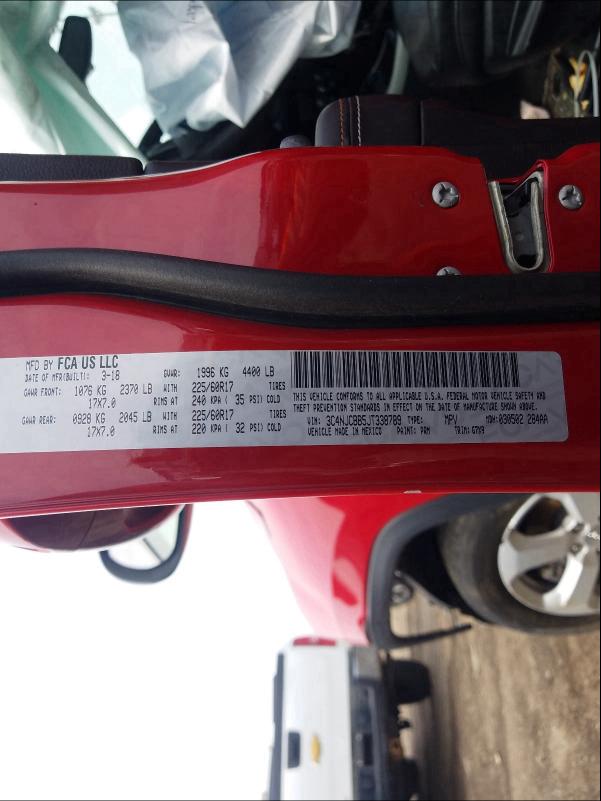 MFD BY FCA US LLC
DATE OF MFR(BUILT): 3-18
GVWR: 1996 KG 4400 LB
GAWR FRONT: 1076 KG 2370 LB WITH 225/60R17 TIRES
17X7.0 RIMS AT 240 KPA ( 35 PSI) COLD
GAWR REAR: 0928 KG 2045 LB WITH 225/60R17 TIRES
17X7.0 RIMS AT 220 KPA ( 32 PSI) COLD
THIS VEHICLE CONFORMS TO ALL APPLICABLE U.S.A. FEDERAL MOTOR VEHICLE SAFETY AND
THEFT PREVENTION STANDARDS IN EFFECT ON THE DATE OF MANUFACTURE SHOWN ABOVE.
VIN: 3C4NJCBB5JT338789 TYPE: MPV MDH: 030502 284AA
MADE IN MEXICO PAINT: PRM TRIM: G7X9